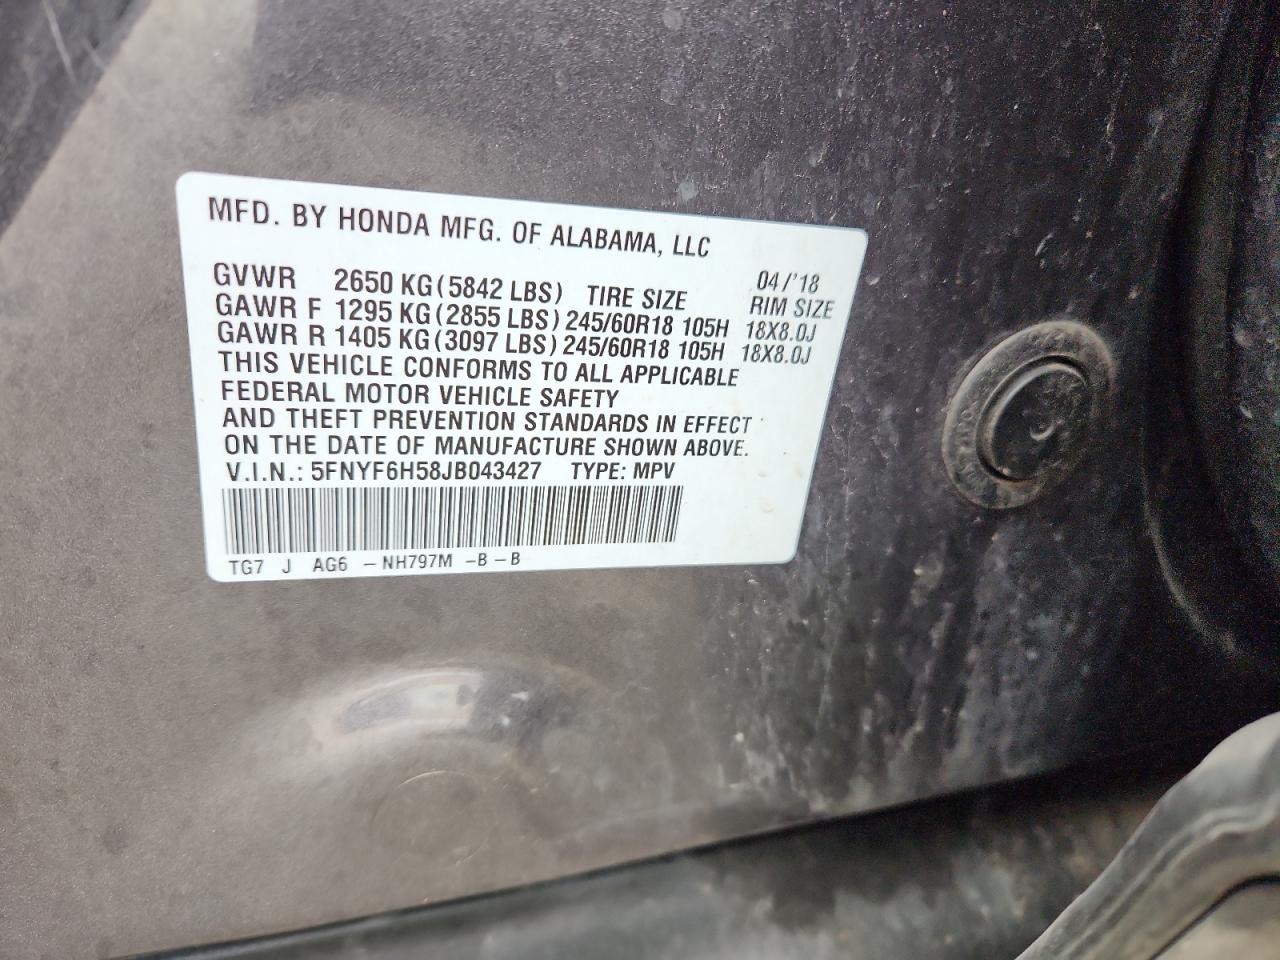 MFD. BY HONDA MFG. OF ALABAMA, LLC
04/'18
GVWR 2650 KG(5842 LBS) TIRE SIZE RIM SIZE
GAWR F 1295 KG(2855 LBS) 245/60R18 105H 18X8.0J
GAWR R 1405 KG(3097 LBS) 245/60R18 105H 18X8.0J
THIS VEHICLE CONFORMS TO ALL APPLICABLE
FEDERAL MOTOR VEHICLE SAFETY
AND THEFT PREVENTION STANDARDS IN EFFECT
ON THE DATE OF MANUFACTURE SHOWN ABOVE.
V.I.N.: 5FNYF6H58JB043427 TYPE: MPV
TG7 J AG6 -NH797M -B-B